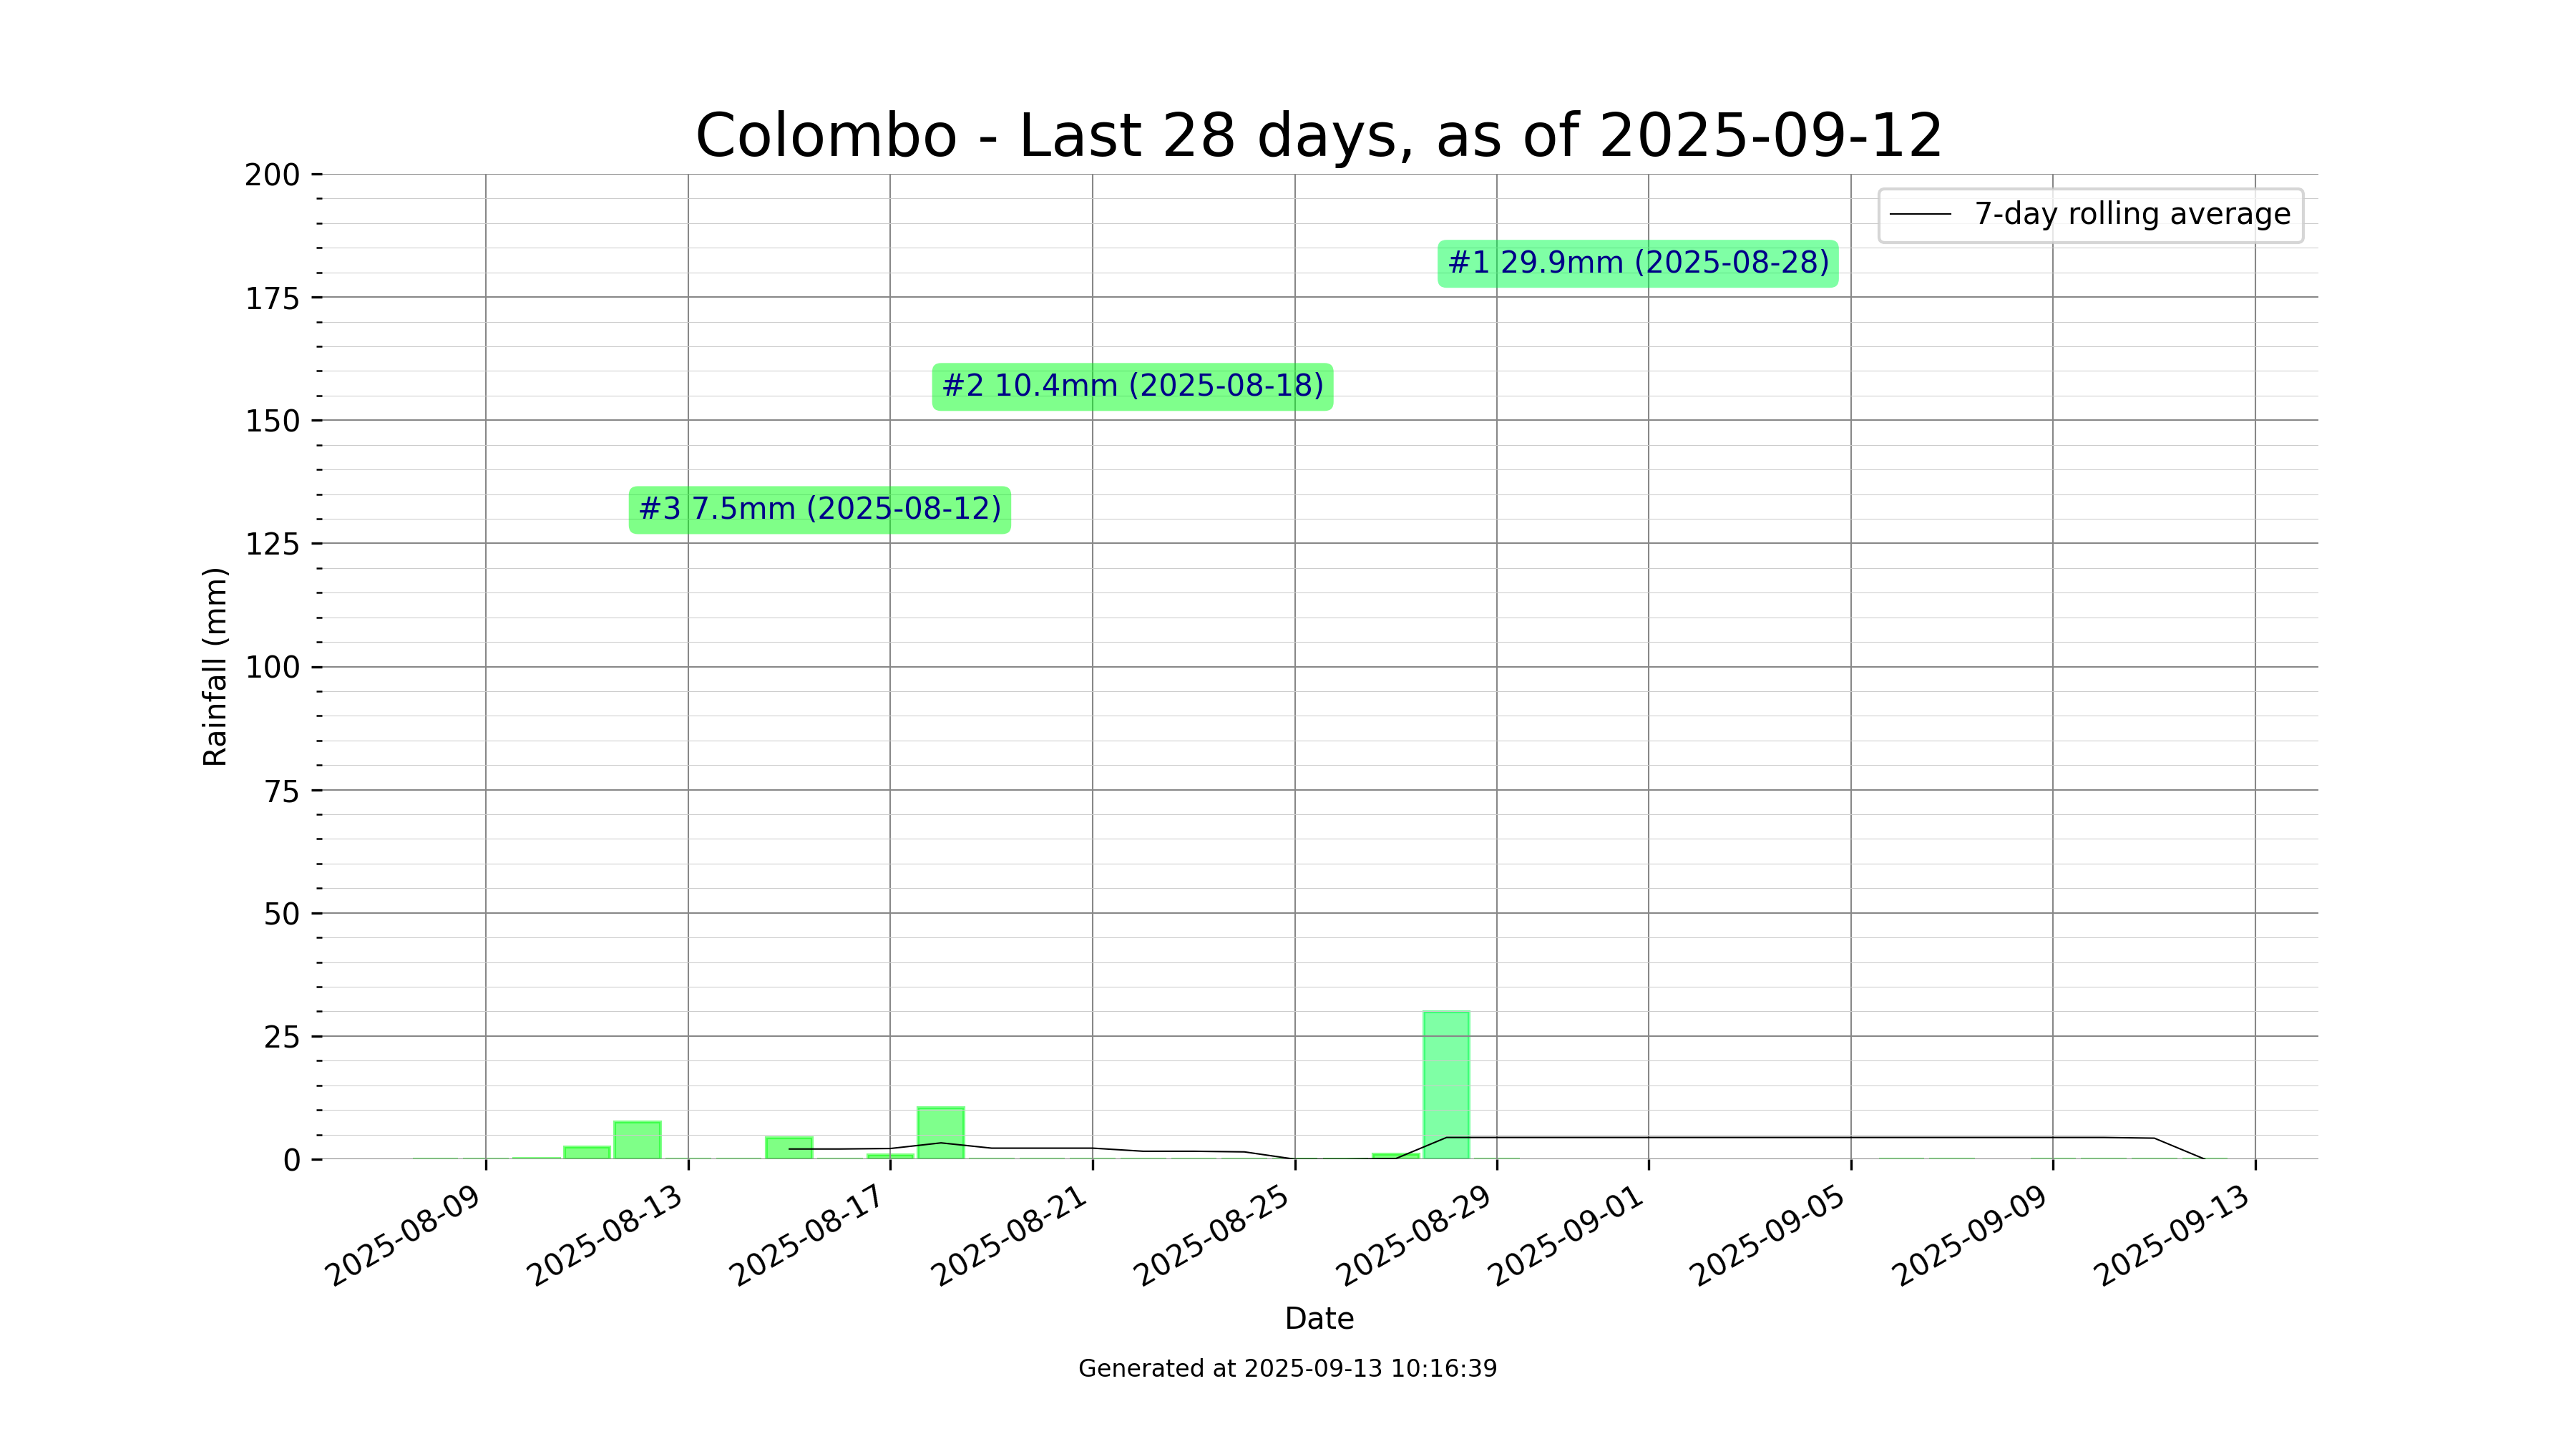 Colombo - Last 28 days, as of 2025-09-12
7-day rolling average
#1 29.9mm (2025-08-28)
#2 10.4mm (2025-08-18)
#3 7.5mm (2025-08-12)
Rainfall (mm)
200
175
150
125
100
75
50
25
0
2025-08-09
2025-08-13
2025-08-17
2025-08-21
2025-08-25
2025-08-29
2025-09-01
2025-09-05
2025-09-09
2025-09-13
Date
Generated at 2025-09-13 10:16:39